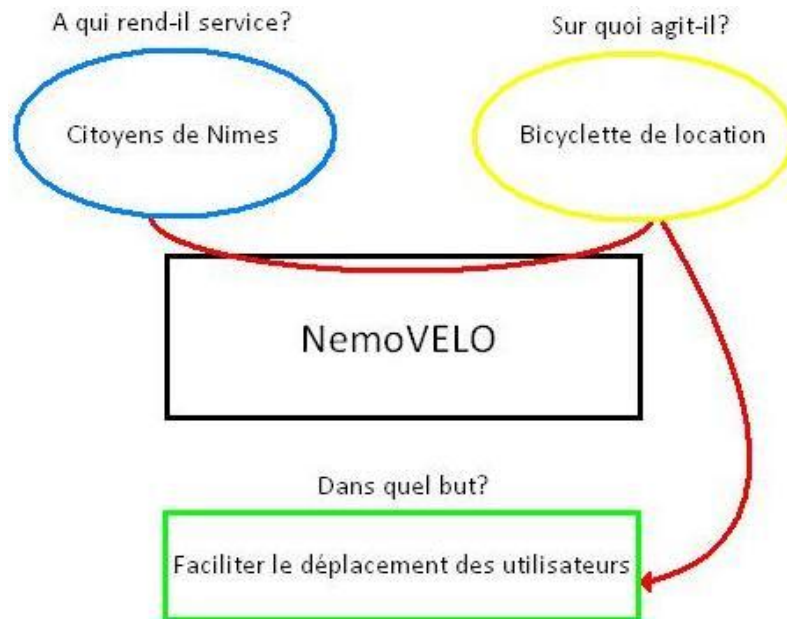 A qui rend-il service?
Sur quoi agit-il?
Citoyens de Nimes
Bicyclette de location
NemoVELO
Dans quel but?
Faciliter le déplacement des utilisateurs